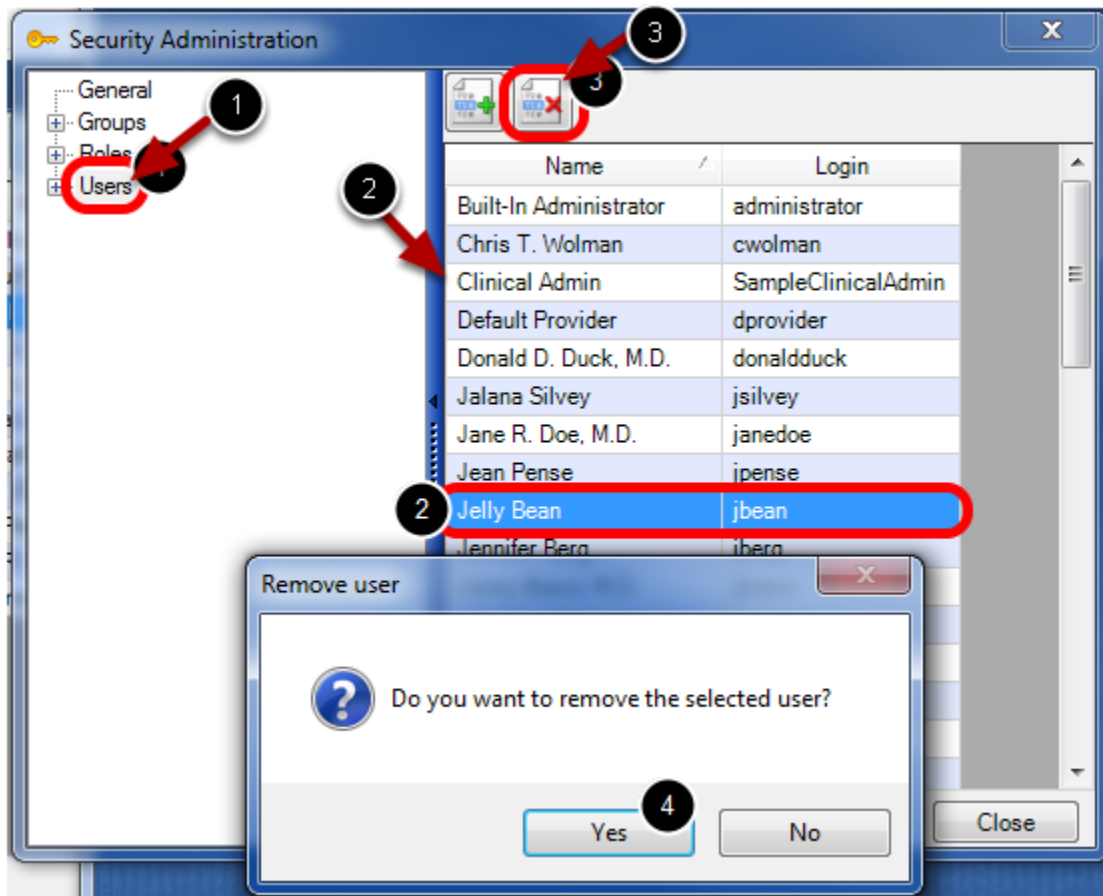 Security Administration
3
x
General
1
3
Groups
Roles
Name Login
Users
2
Built-In Administrator administrator
Chris T. Wolman cwolman
Clinical Admin SampleClinicalAdmin
Default Provider dprovider
Donald D. Duck, M.D. donaldduck
Jalana Silvey jsilvey
Jane R. Doe, M.D. janedoe
Jean Pense jpense
2 Jelly Bean jbean
Jennifer Berg jberg
Remove user
x
Do you want to remove the selected user?
4
Yes No
Close